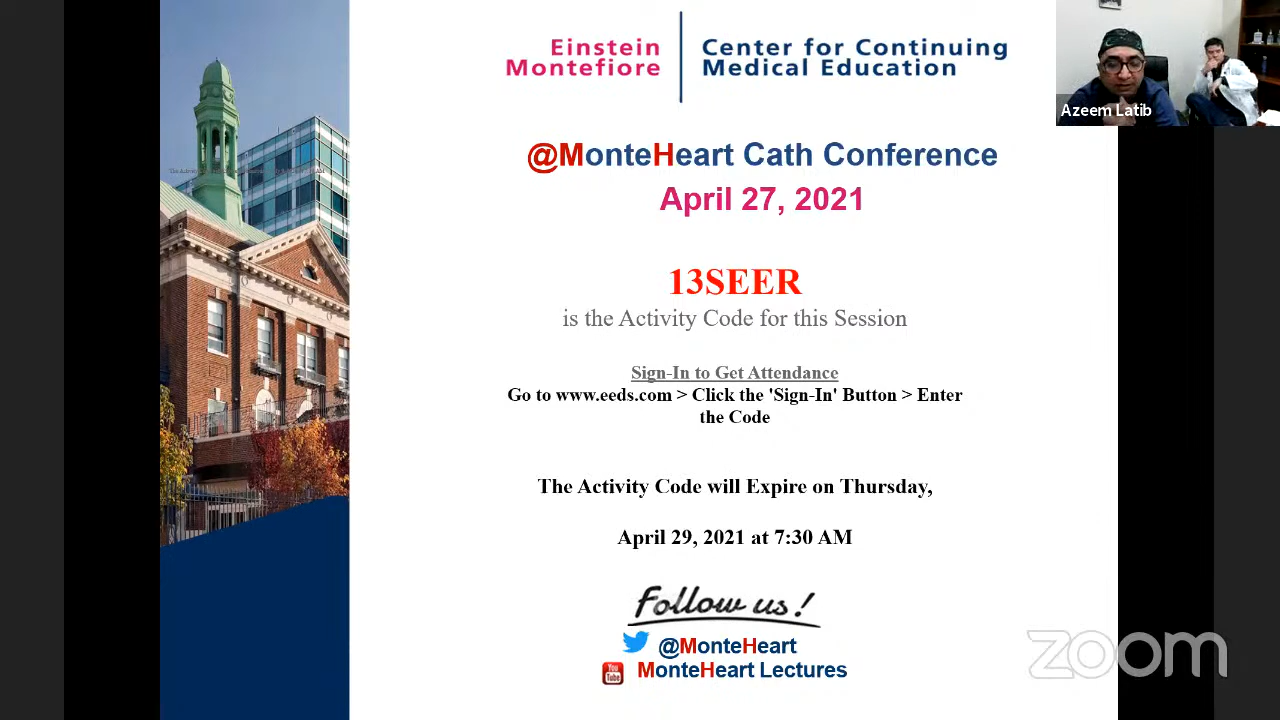 Einstein
Montefiore
Center for Continuing
Medical Education
Azeem Latib
@MonteHeart Cath Conference
April 27, 2021
13SEER
is the Activity Code for this Session
Sign-In to Get Attendance
Go to www.eeds.com > Click the 'Sign-In' Button > Enter
the Code
The Activity Code will Expire on Thursday,
April 29, 2021 at 7:30 AM
Follow us!
@MonteHeart
You
Tube
MonteHeart Lectures
zoom